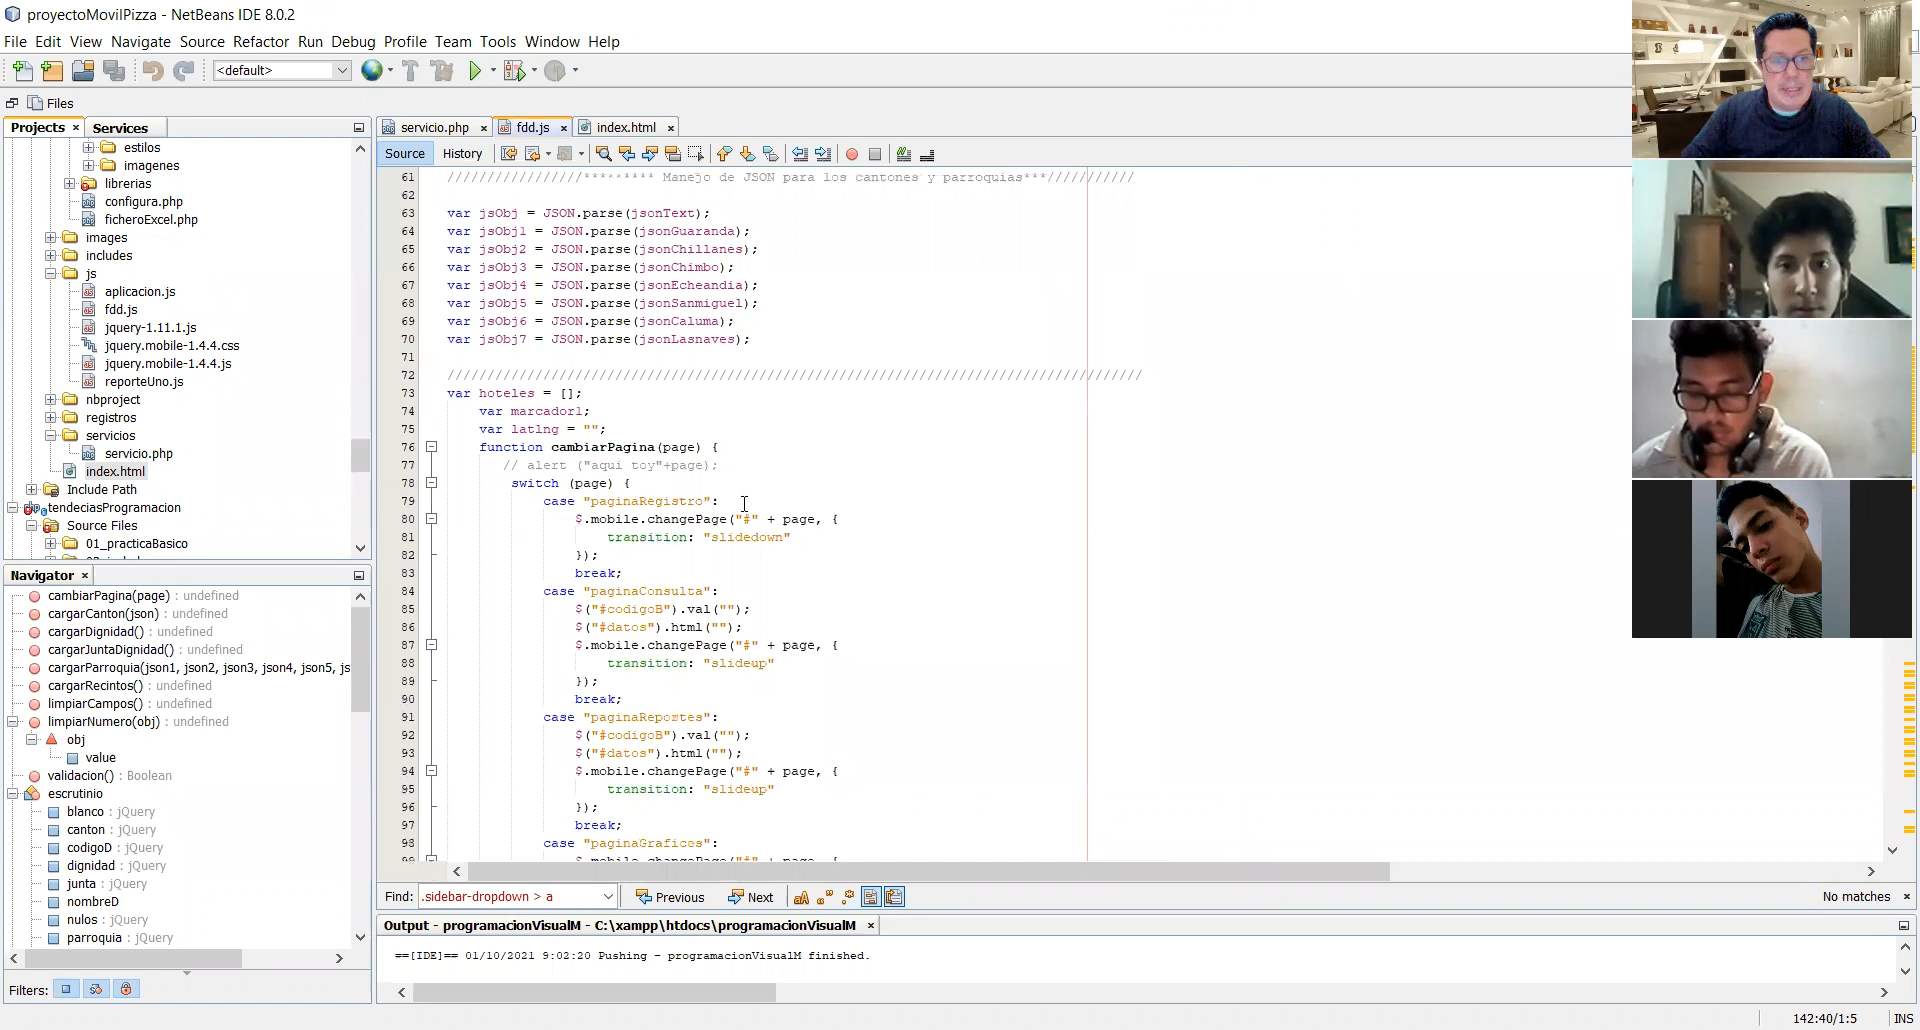 proyectoMovilPizza - NetBeans IDE 8.0.2
File Edit View Navigate Source Refactor Run Debug Profile Team Tools Window Help
<default>
Files
Projects × Services
estilos
imagenes
librerias
configura.php
ficheroExcel.php
images
includes
js
aplicacion.js
fdd.js
jquery-1.11.1.js
jquery.mobile-1.4.4.css
jquery.mobile-1.4.4.js
reporteUno.js
nbproject
registros
servicios
servicio.php
index.html
Include Path
tendeciasProgramacion
Source Files
01_practicaBasico
Navigator ×
cambiarPagina(page) : undefined
cargarCanton(json) : undefined
cargarDignidad() : undefined
cargarJuntaDignidad() : undefined
cargarParroquia(json1, json2, json3, json4, json5, js
cargarRecintos() : undefined
limpiarCampos() : undefined
limpiarNumero(obj) : undefined
obj
value
validacion() : Boolean
escrutinio
blanco : jQuery
canton : jQuery
codigoD : jQuery
dignidad : jQuery
junta : jQuery
nombreD
nulos : jQuery
parroquia : jQuery
Filters:
servicio.php × fdd.js × index.html ×
Source History
61 /////////////////********* Manejo de JSON para los cantones y parroquias***///////////
62
63 var jsObj = JSON.parse(jsonText);
64 var jsObj1 = JSON.parse(jsonGuaranda);
65 var jsObj2 = JSON.parse(jsonChillanes);
66 var jsObj3 = JSON.parse(jsonChimbo);
67 var jsObj4 = JSON.parse(jsonEcheandia);
68 var jsObj5 = JSON.parse(jsonSanmiguel);
69 var jsObj6 = JSON.parse(jsonCaluma);
70 var jsObj7 = JSON.parse(jsonLasnaves);
71
72 ///////////////////////////////////////////////////////////////////////////////////////
73 var hoteles = [];
74 var marcador1;
75 var latlng = "";
76 function cambiarPagina(page) {
77 // alert ("aqui toy"+page);
78 switch (page) {
79 case "paginaRegistro":
80 $.mobile.changePage("#" + page, {
81 transition: "slidedown"
82 });
83 break;
84 case "paginaConsulta":
85 $("#codigoB").val("");
86 $("#datos").html("");
87 $.mobile.changePage("#" + page, {
88 transition: "slideup"
89 });
90 break;
91 case "paginaReportes":
92 $("#codigoB").val("");
93 $("#datos").html("");
94 $.mobile.changePage("#" + page, {
95 transition: "slideup"
96 });
97 break;
98 case "paginaGraficos":
Find: .sidebar-dropdown > a Previous Next No matches ×
Output - programacionVisualM - C:\xampp\htdocs\programacionVisualM ×
==[IDE]== 01/10/2021 9:02:20 Pushing - programacionVisualM finished.
142:40/1:5 INS